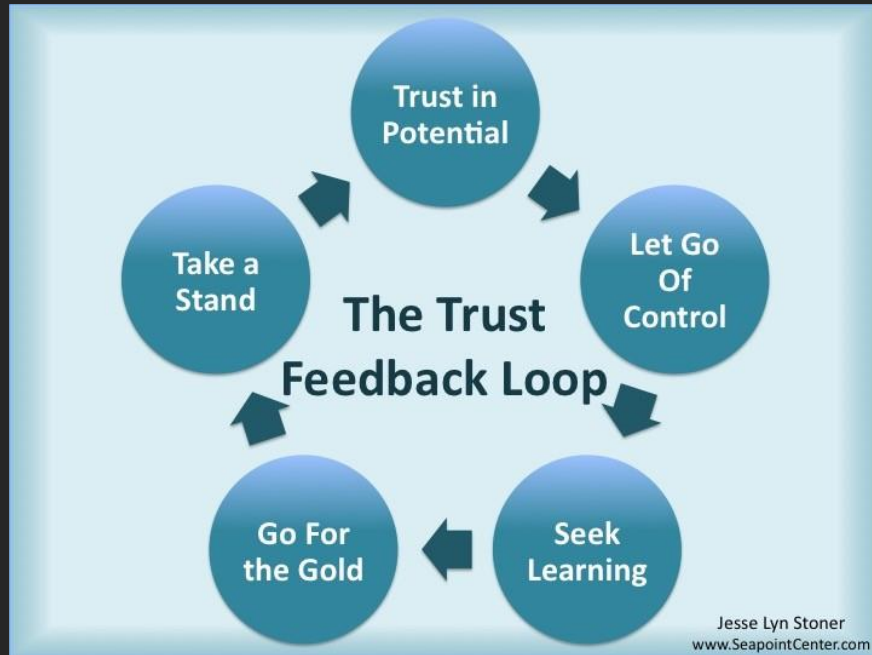 Trust in
Potential
Let Go
Of
Control
Seek
Learning
Go For
the Gold
Take a
Stand
The Trust
Feedback Loop
Jesse Lyn Stoner
www.SeapointCenter.com